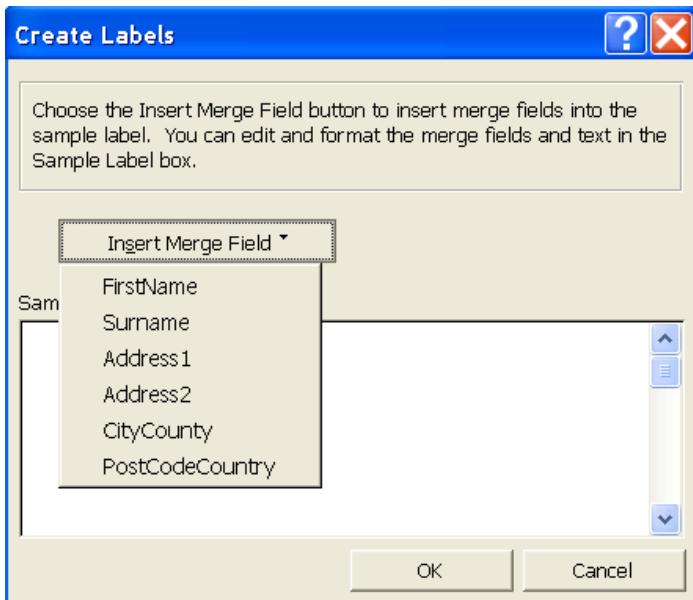 Create Labels
Choose the Insert Merge Field button to insert merge fields into the
sample label. You can edit and format the merge fields and text in the
Sample Label box.
Insert Merge Field
FirstName
Sam
Surname
Address1
Address2
CityCounty
PostCodeCountry
OK
Cancel